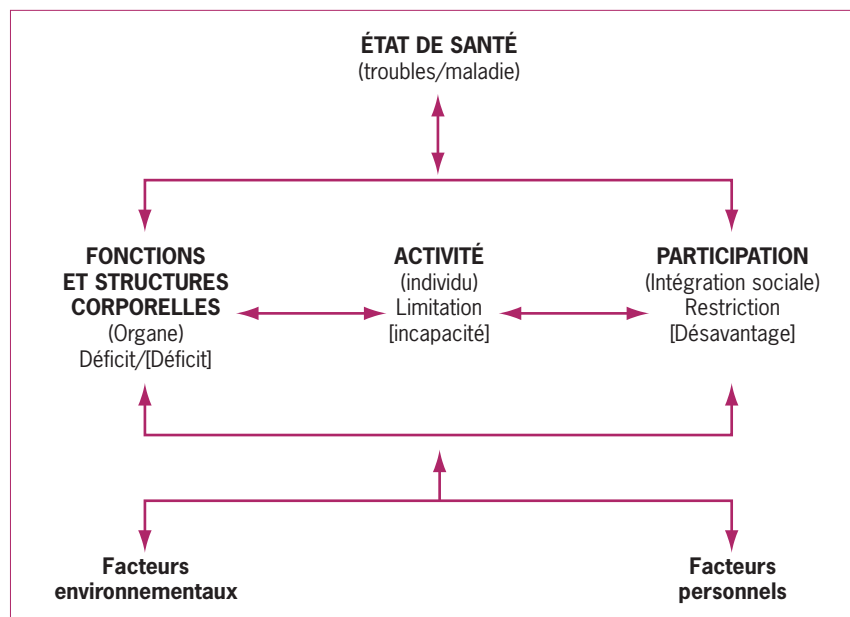 ÉTAT DE SANTÉ
(troubles/maladie)
FONCTIONS
ET STRUCTURES
CORPORELLES
(Organe)
Déficit/[Déficit]
ACTIVITÉ
(individu)
Limitation
[incapacité]
PARTICIPATION
(Intégration sociale)
Restriction
[Désavantage]
Facteurs
environnementaux
Facteurs
personnels